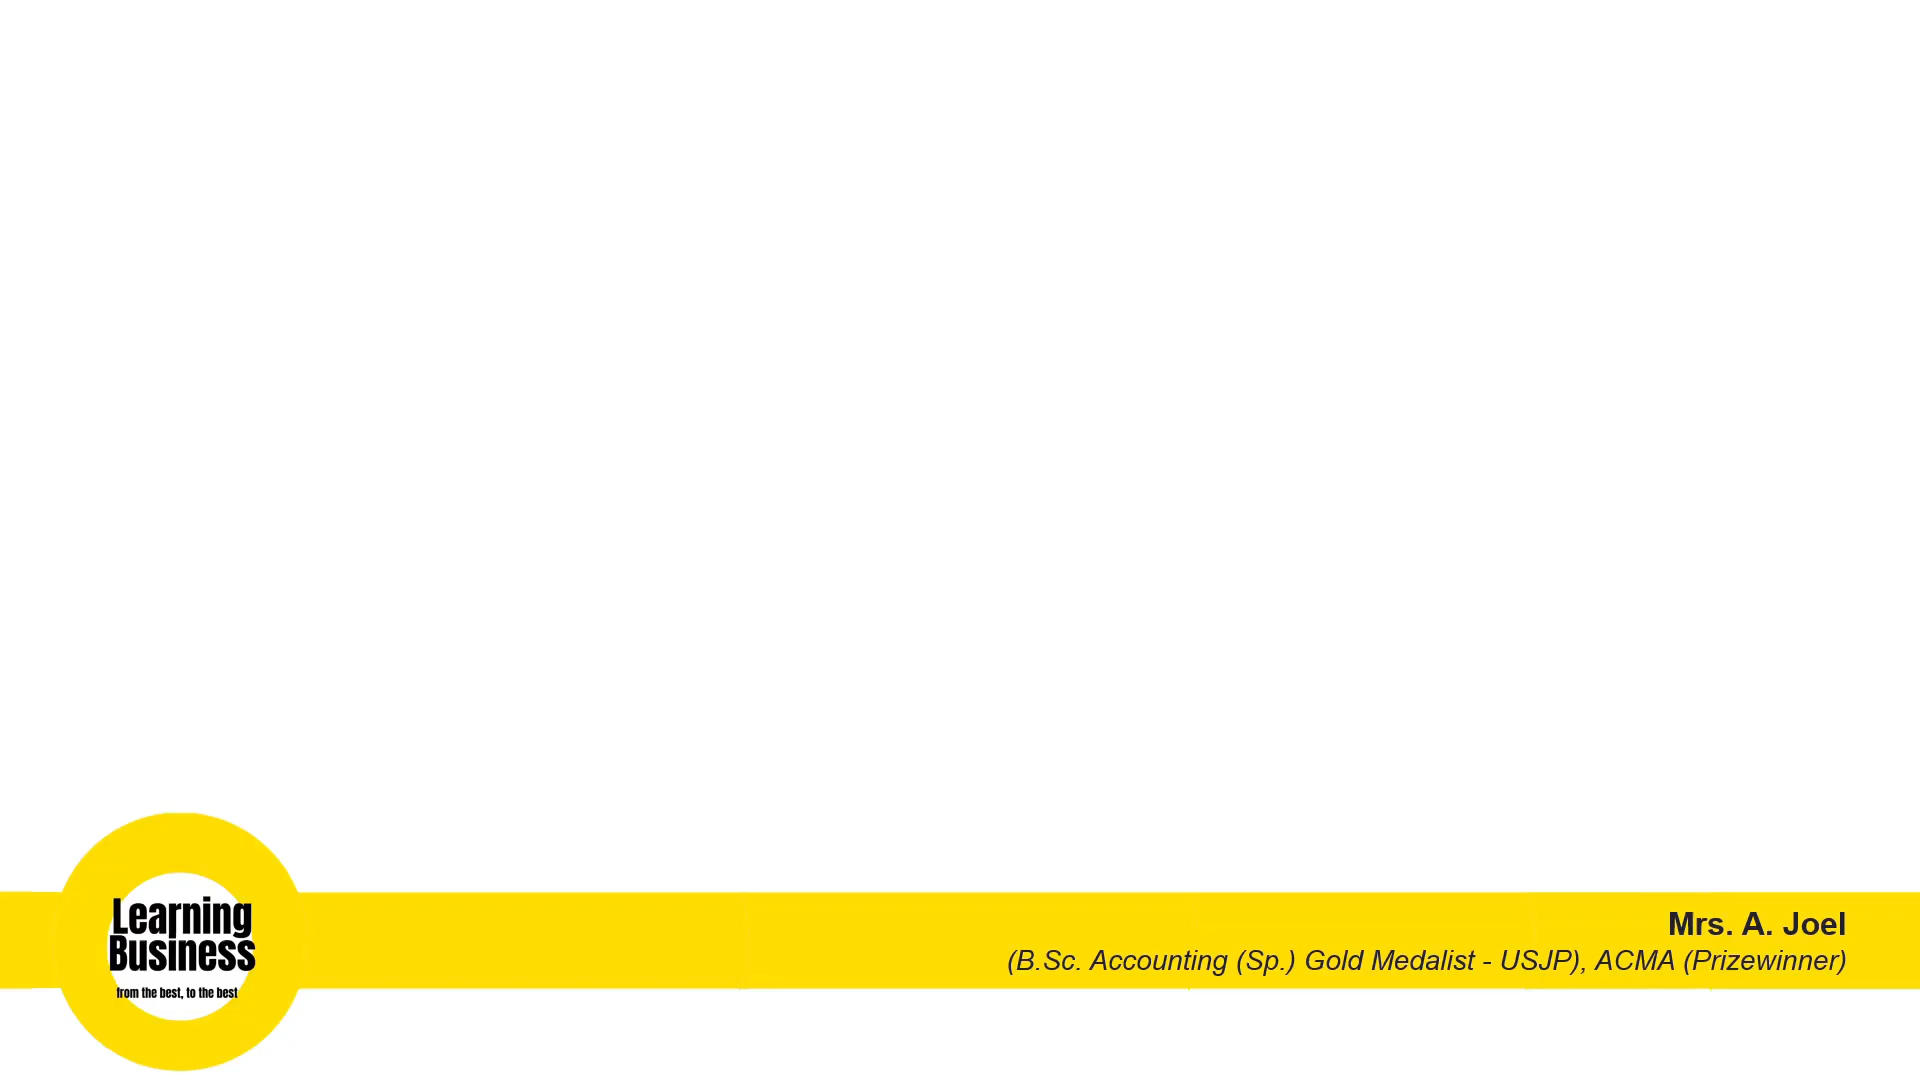 Learning
Business
from the best, to the best
Mrs. A. Joel
(B.Sc. Accounting (Sp.) Gold Medalist - USJP), ACMA (Prizewinner)